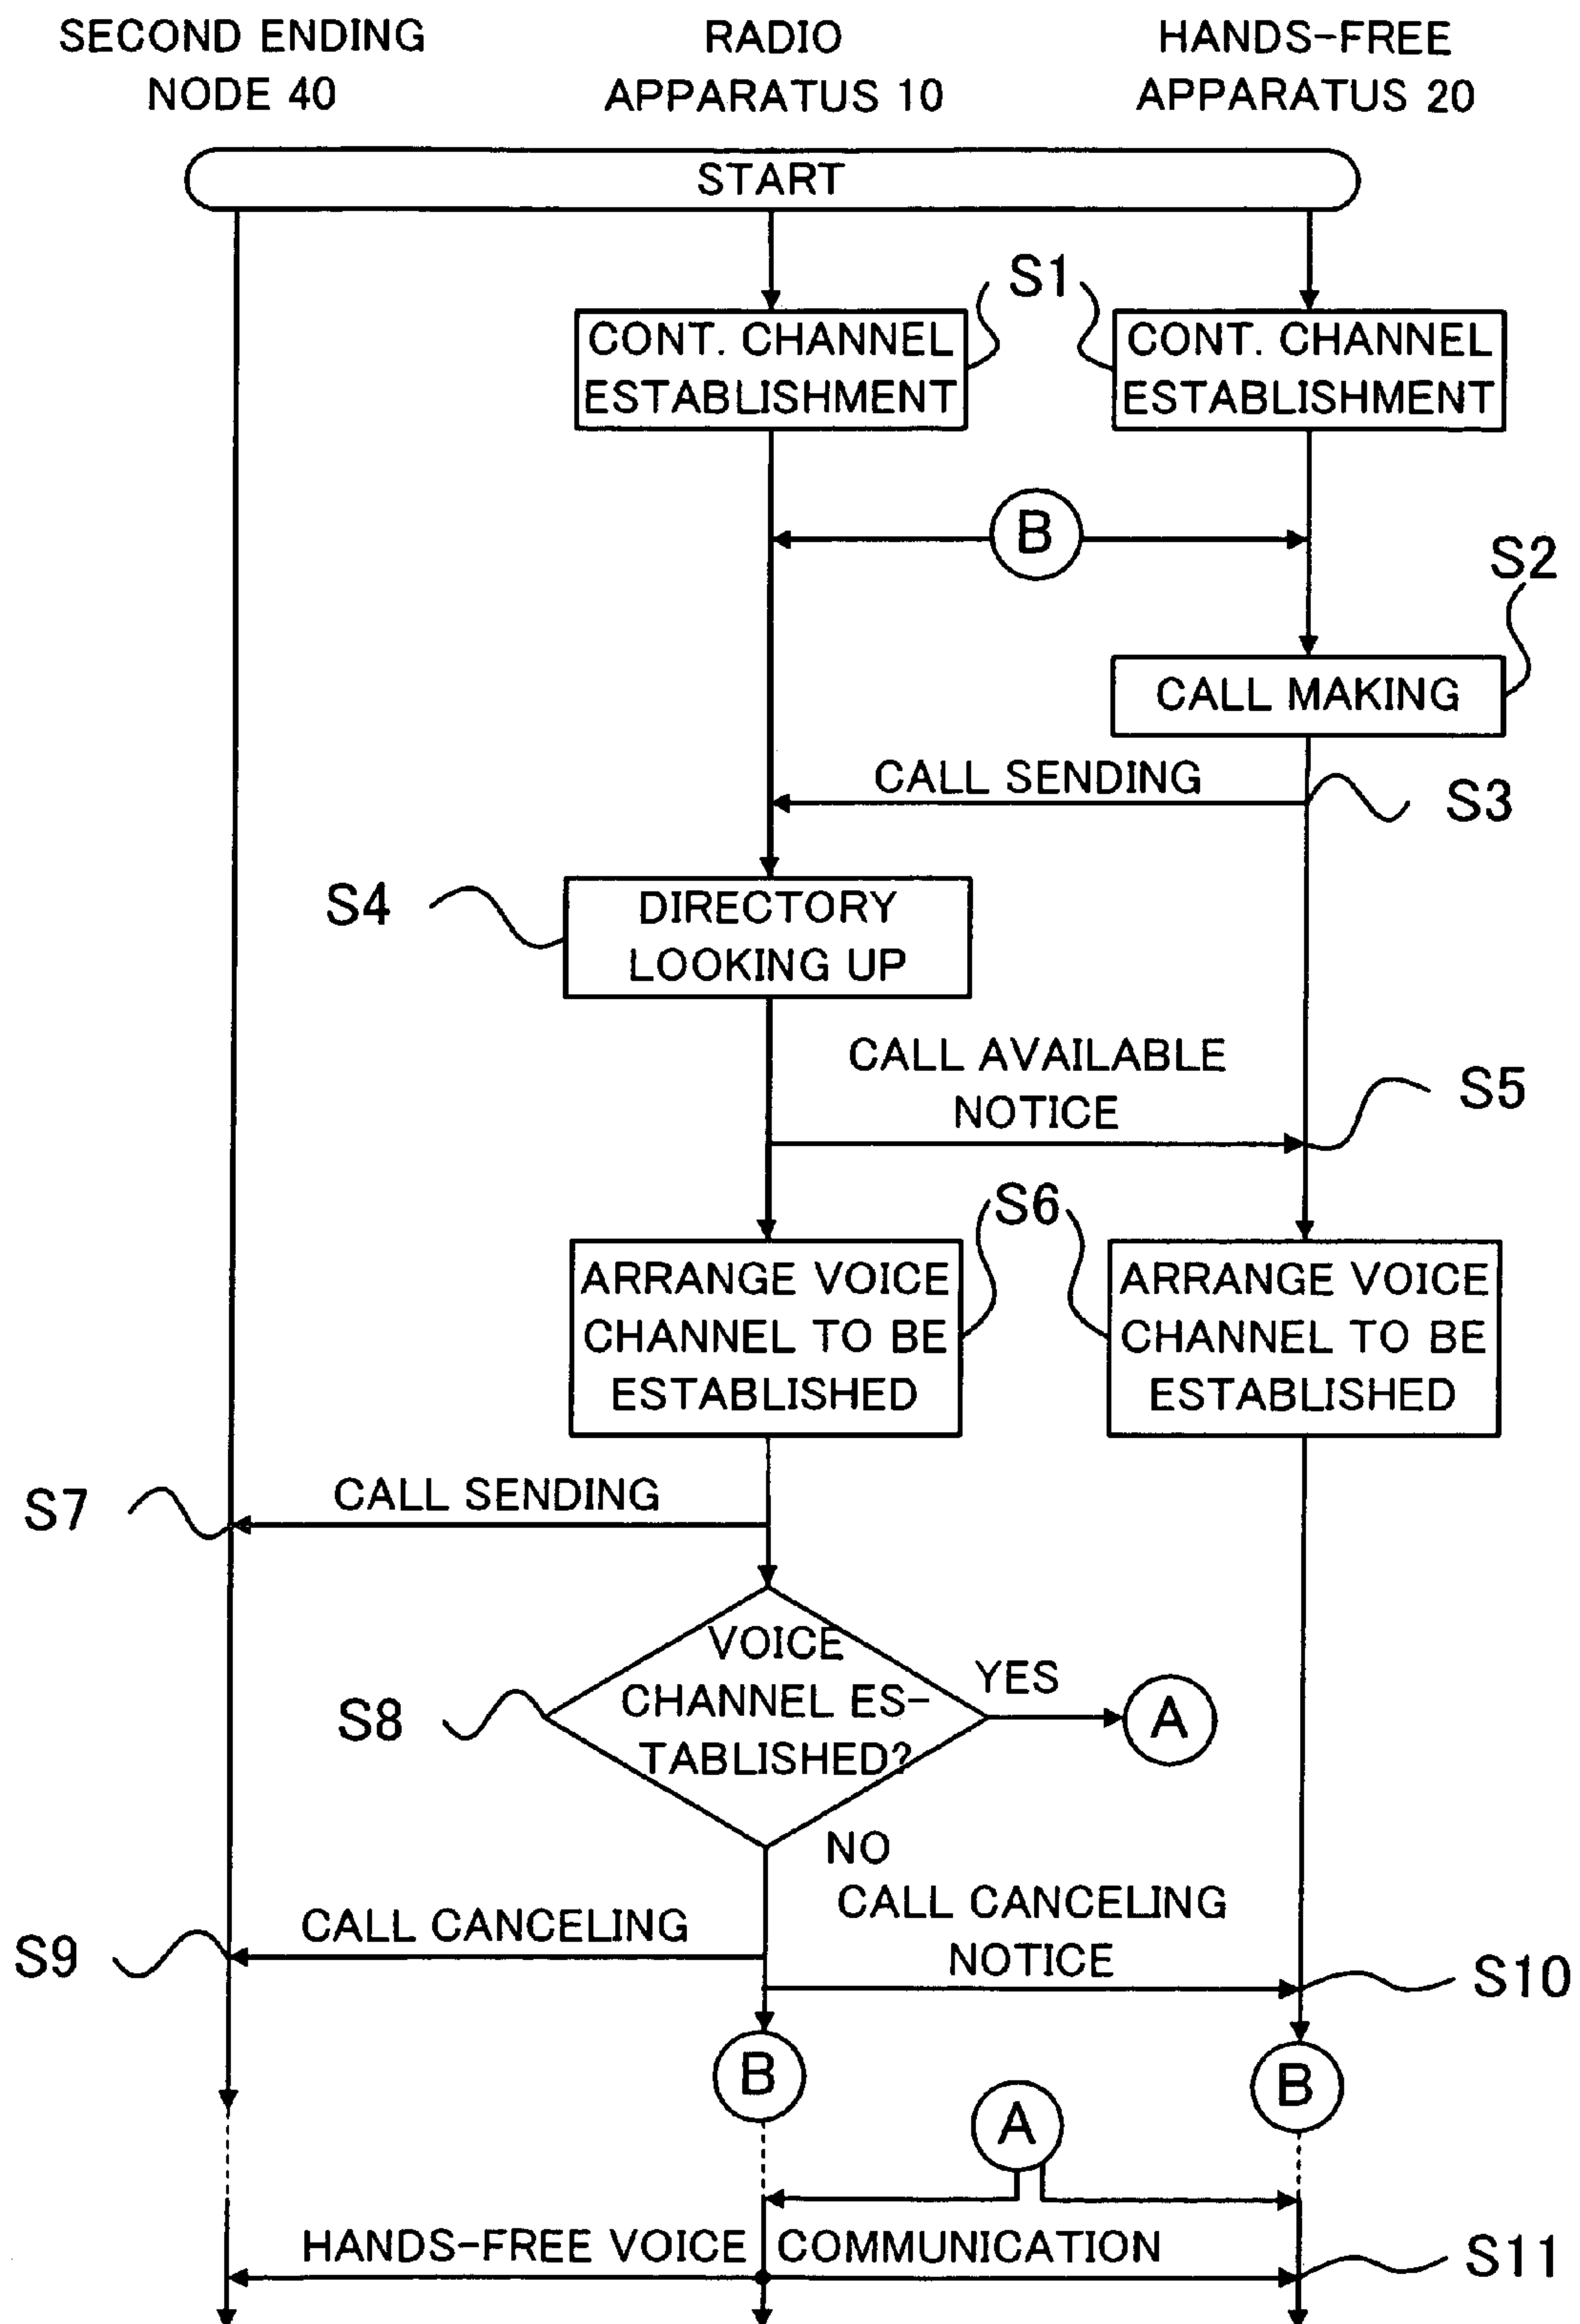 SECOND ENDING
NODE 40
RADIO
APPARATUS 10
HANDS-FREE
APPARATUS 20
START
S1
CONT. CHANNEL
ESTABLISHMENT
CONT. CHANNEL
ESTABLISHMENT
B
S2
CALL MAKING
CALL SENDING
S3
S4
DIRECTORY
LOOKING UP
CALL AVAILABLE
NOTICE
S5
S6
ARRANGE VOICE
CHANNEL TO BE
ESTABLISHED
ARRANGE VOICE
CHANNEL TO BE
ESTABLISHED
S7
CALL SENDING
S8
VOICE
CHANNEL ES-
TABLISHED?
YES
A
NO
S9
CALL CANCELING
CALL CANCELING
NOTICE
S10
B
B
A
HANDS-FREE VOICE COMMUNICATION
S11